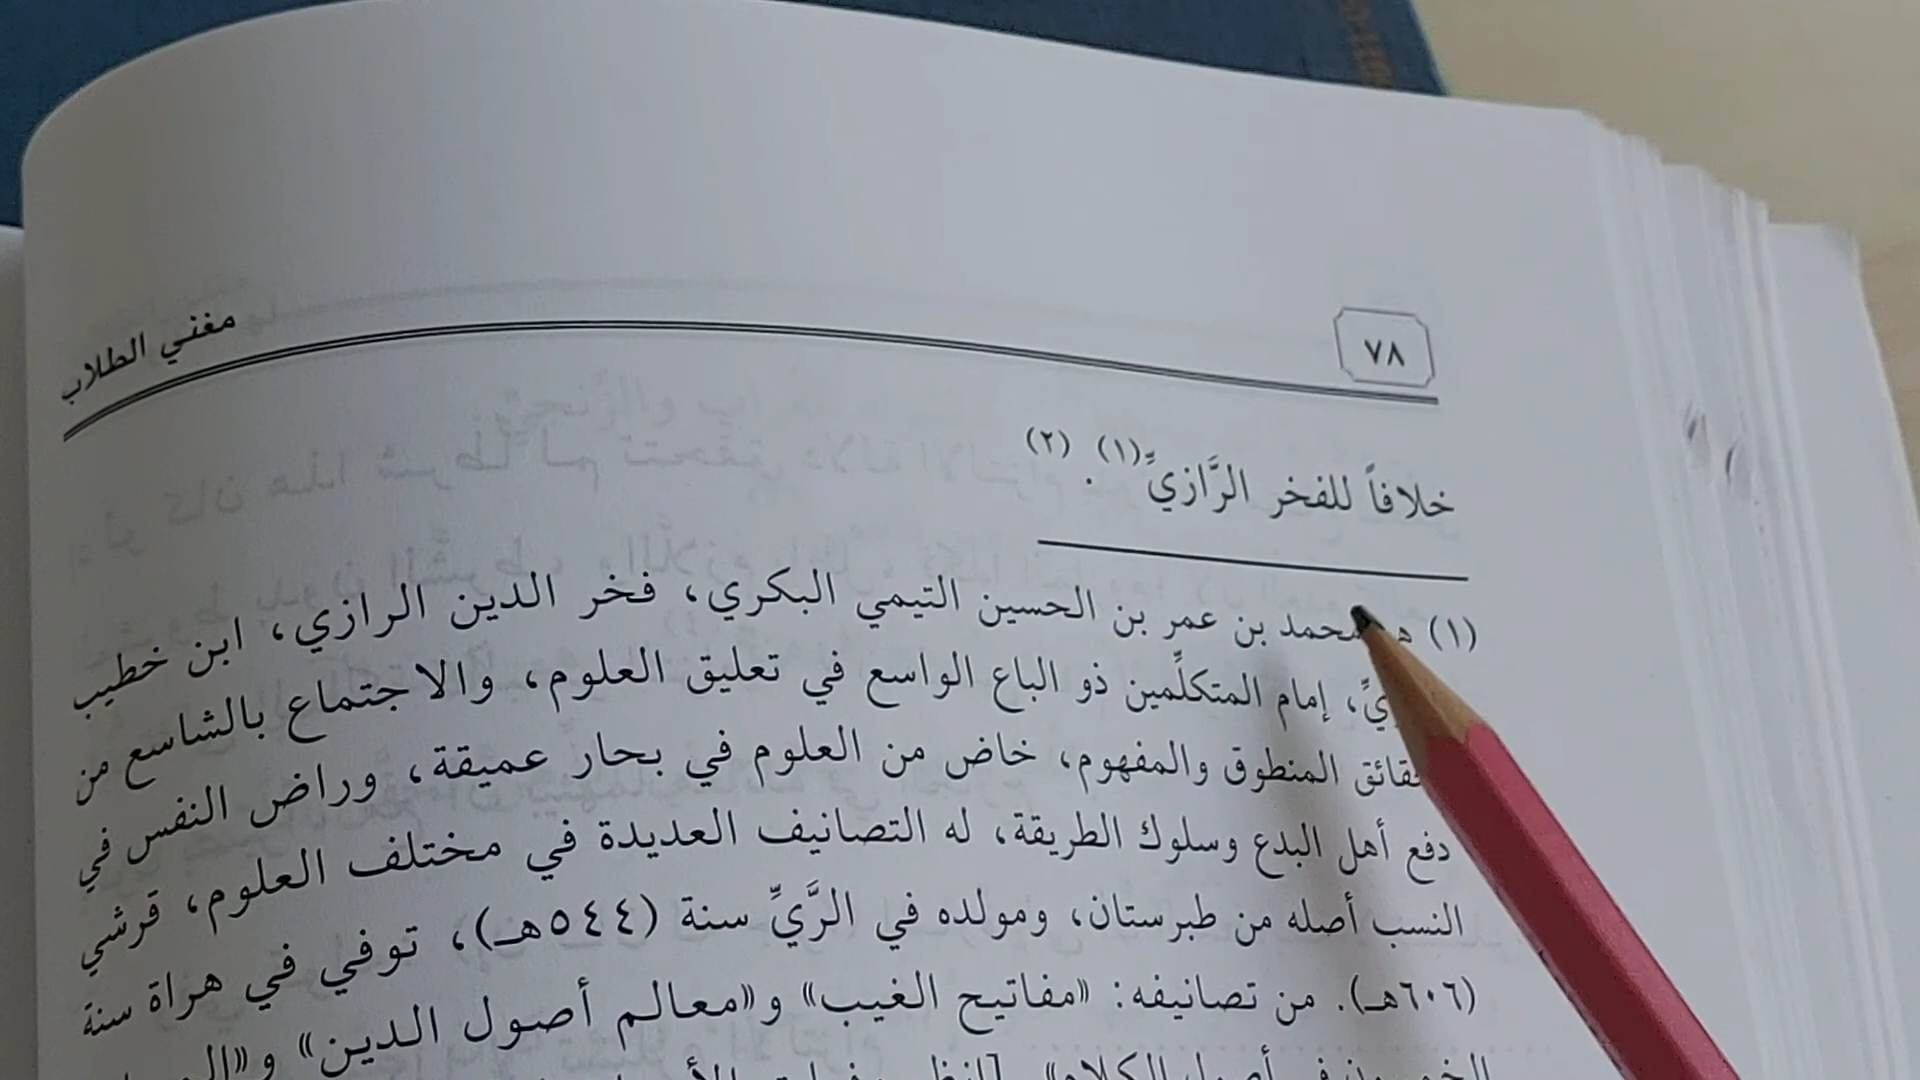 ٧٨
مغني الطلاب
خلافاً للفخر الرَّازيِّ(١). (٢)
(١) محمد بن عمر بن الحسين التيمي البكري، فخر الدين الرازي، ابن خطيب
إمام المتكلِّمين ذو الباع الواسع في تعليق العلوم، والاجتماع بالشاسع من
المنطوق والمفهوم، خاض من العلوم في بحار عميقة، وراض النفس في
دفع أهل البدع وسلوك الطريقة، له التصانيف العديدة في مختلف العلوم، قرشي
النسب أصله من طبرستان، ومولده في الرَّيِّ سنة (٥٤٤هـ)، توفي في هراة سنة
(٦٠٦هـ). من تصانيفه: «مفاتيح الغيب» و«معالم أصول الدين»
أصول الكلام»